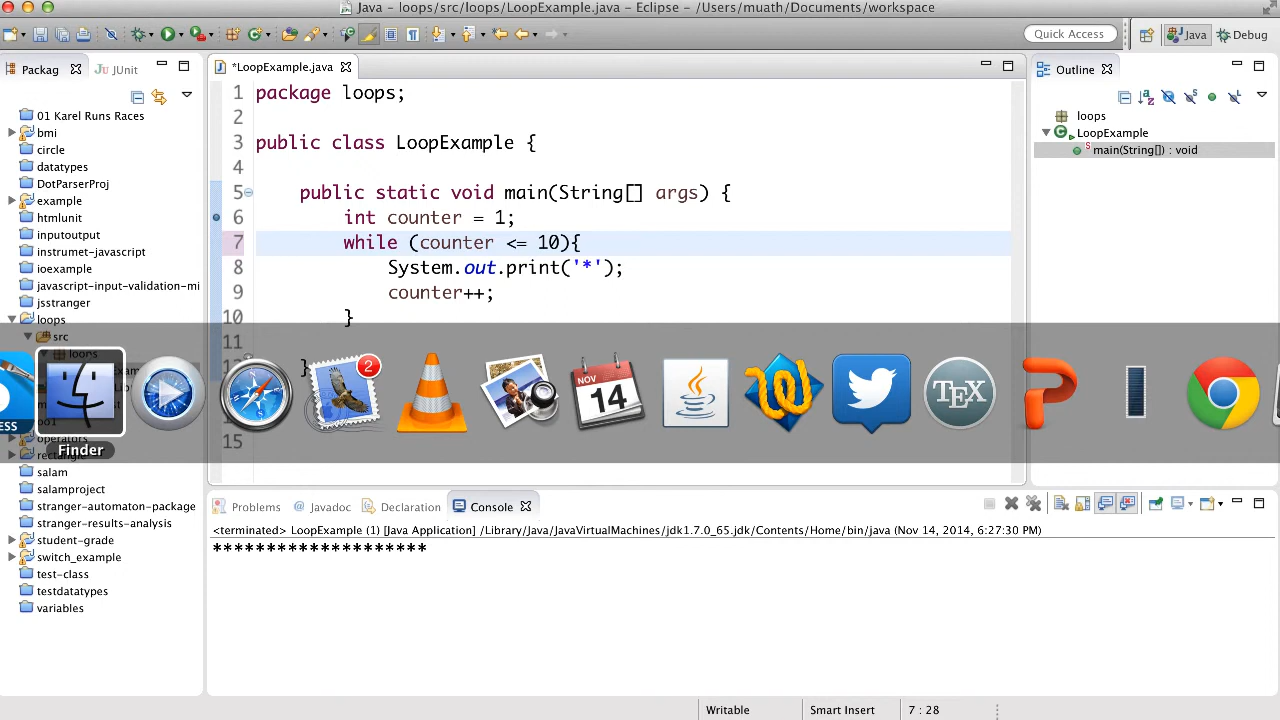 Java - loops/src/loops/LoopExample.java - Eclipse - /Users/muath/Documents/workspace
Quick Access
Java
Debug
Packag
JUnit
01 Karel Runs Races
bmi
circle
datatypes
DotParserProj
example
htmlunit
inputoutput
instrumet-javascript
ioexample
javascript-input-validation-mi
jsstranger
loops
src
loops
operators
rectangle
salam
salamproject
stranger-automaton-package
stranger-results-analysis
student-grade
switch_example
test-class
testdatatypes
variables
*LoopExample.java
1 package loops;
2
3 public class LoopExample {
4
5 public static void main(String[] args) {
6 int counter = 1;
7 while (counter <= 10){
8 System.out.print('*');
9 counter++;
10 }
11
}
15
Outline
loops
LoopExample
main(String[]) : void
ESS
2
NOV
14
TEX
Finder
Problems
@ Javadoc
Declaration
Console
<terminated> LoopExample (1) [Java Application] /Library/Java/JavaVirtualMachines/jdk1.7.0_65.jdk/Contents/Home/bin/java (Nov 14, 2014, 6:27:30 PM)
********************
Writable
Smart Insert
7 : 28